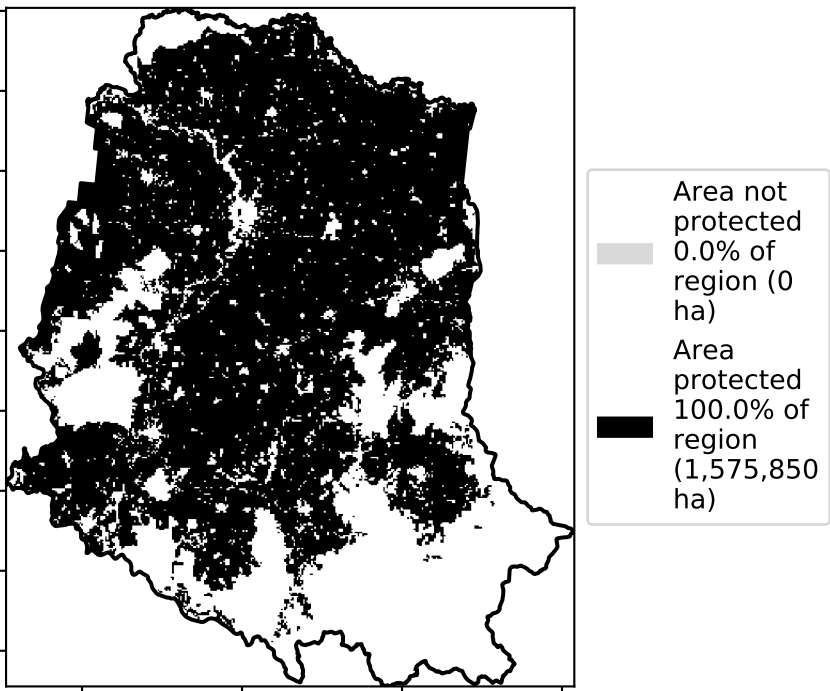 Area not
protected
0.0% of
region (0
ha)
Area
protected
100.0% of
region
(1,575,850
ha)